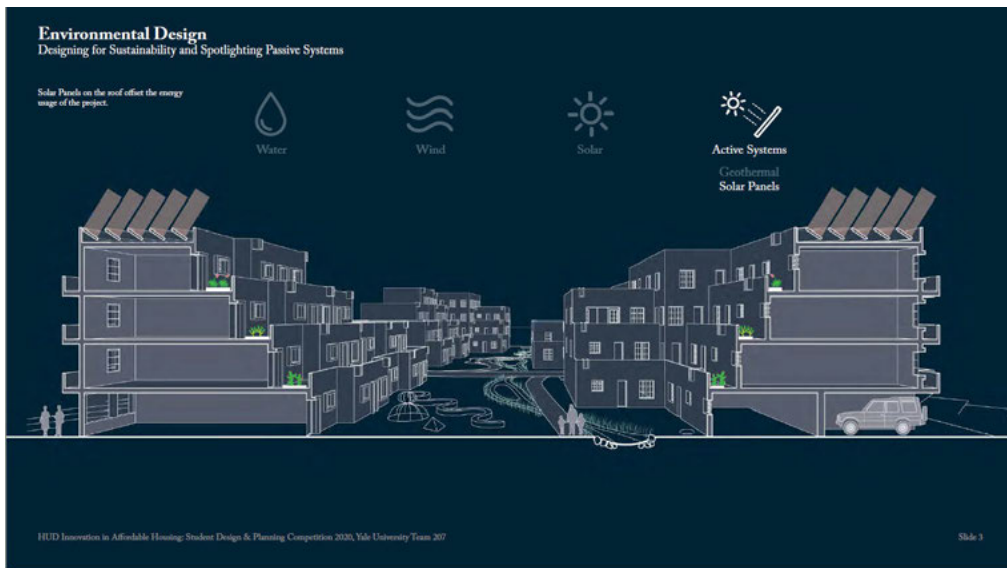 Environmental Design
Designing for Sustainability and Spotlighting Passive Systems
Solar Panels on the roof offset the energy
usage of the project.
Water
Wind
Solar
Active Systems
Geothermal
Solar Panels
HUD Innovation in Affordable Housing: Student Design & Planning Competition 2020, Yale University Team 207
Slide 3